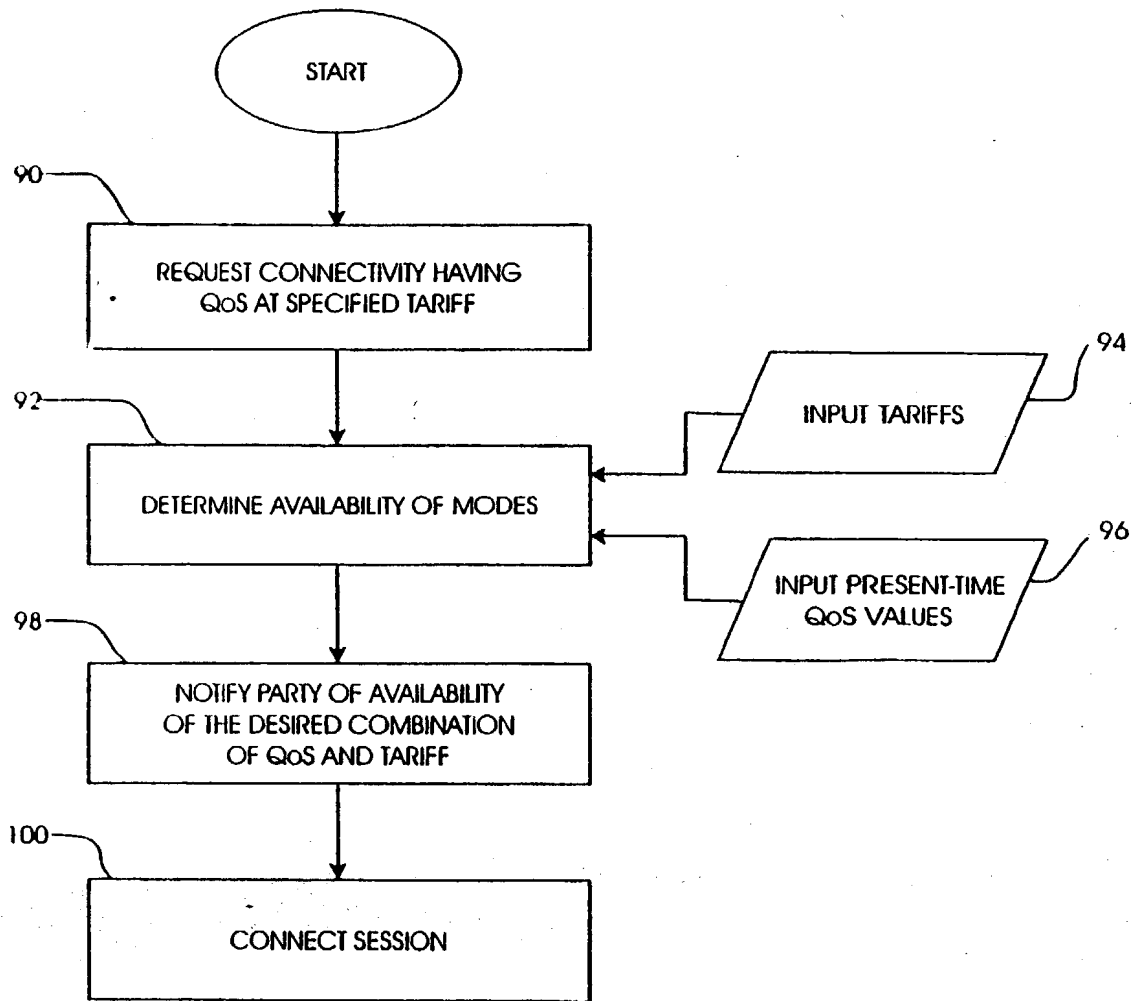 START
90
REQUEST CONNECTIVITY HAVING
QoS AT SPECIFIED TARIFF
92
DETERMINE AVAILABILITY OF MODES
94
INPUT TARIFFS
96
INPUT PRESENT-TIME
QoS VALUES
98
NOTIFY PARTY OF AVAILABILITY
OF THE DESIRED COMBINATION
OF QoS AND TARIFF
100
CONNECT SESSION